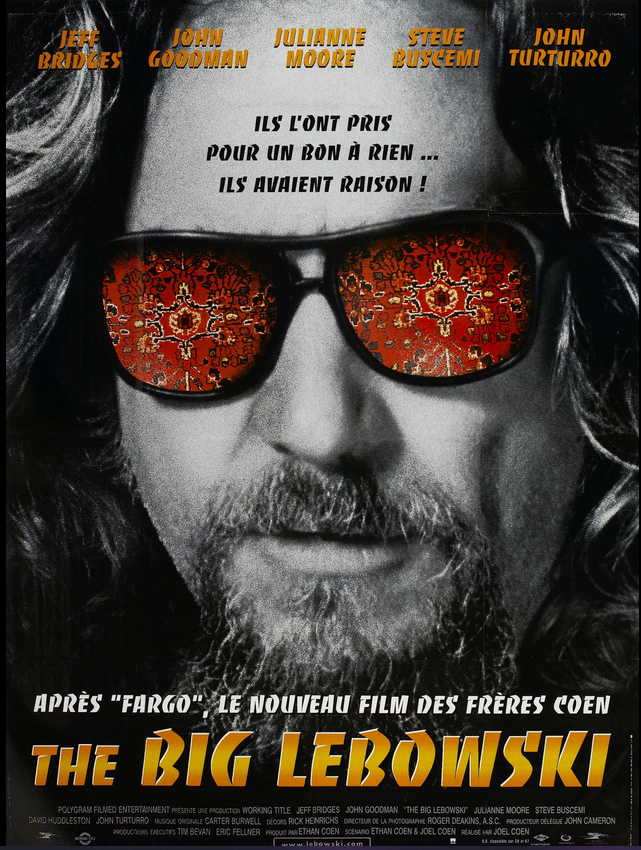 JEFF BRIDGES JOHN GOODMAN JULIANNE MOORE STEVE BUSCEMI JOHN TURTURRO
ILS L'ONT PRIS
POUR UN BON À RIEN ...
ILS AVAIENT RAISON !
APRÈS "FARGO", LE NOUVEAU FILM DES FRÈRES COEN
THE BIG LEBOWSKI
POLYGRAM FILMED ENTERTAINMENT PRÉSENTE UNE PRODUCTION WORKING TITLE JEFF BRIDGES JOHN GOODMAN "THE BIG LEBOWSKI" JULIANNE MOORE STEVE BUSCEMI
DAVID HUDDLESTON JOHN TURTURRO MUSIQUE ORIGINALE CARTER BURWELL DÉCORS RICK HEINRICHS DIRECTEUR DE LA PHOTOGRAPHIE ROGER DEAKINS, A.S.C. PRODUCTEUR DÉLÉGUÉ JOHN CAMERON
PRODUCTEURS EXÉCUTIFS TIM BEVAN ERIC FELLNER PRODUIT PAR ETHAN COEN SCÉNARIO ETHAN COEN & JOEL COEN RÉALISÉ PAR JOEL COEN
www.lebowski.com